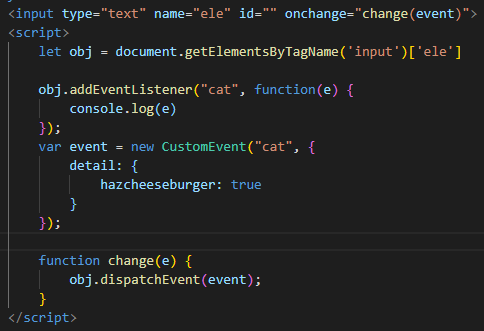 <input type="text" name="ele" id="" onchange="change(event)">
<script>
let obj = document.getElementsByTagName('input')['ele']
obj.addEventListener("cat", function(e) {
console.log(e)
});
var event = new CustomEvent("cat", {
detail: {
hazcheeseburger: true
}
});
function change(e) {
obj.dispatchEvent(event);
}
</script>